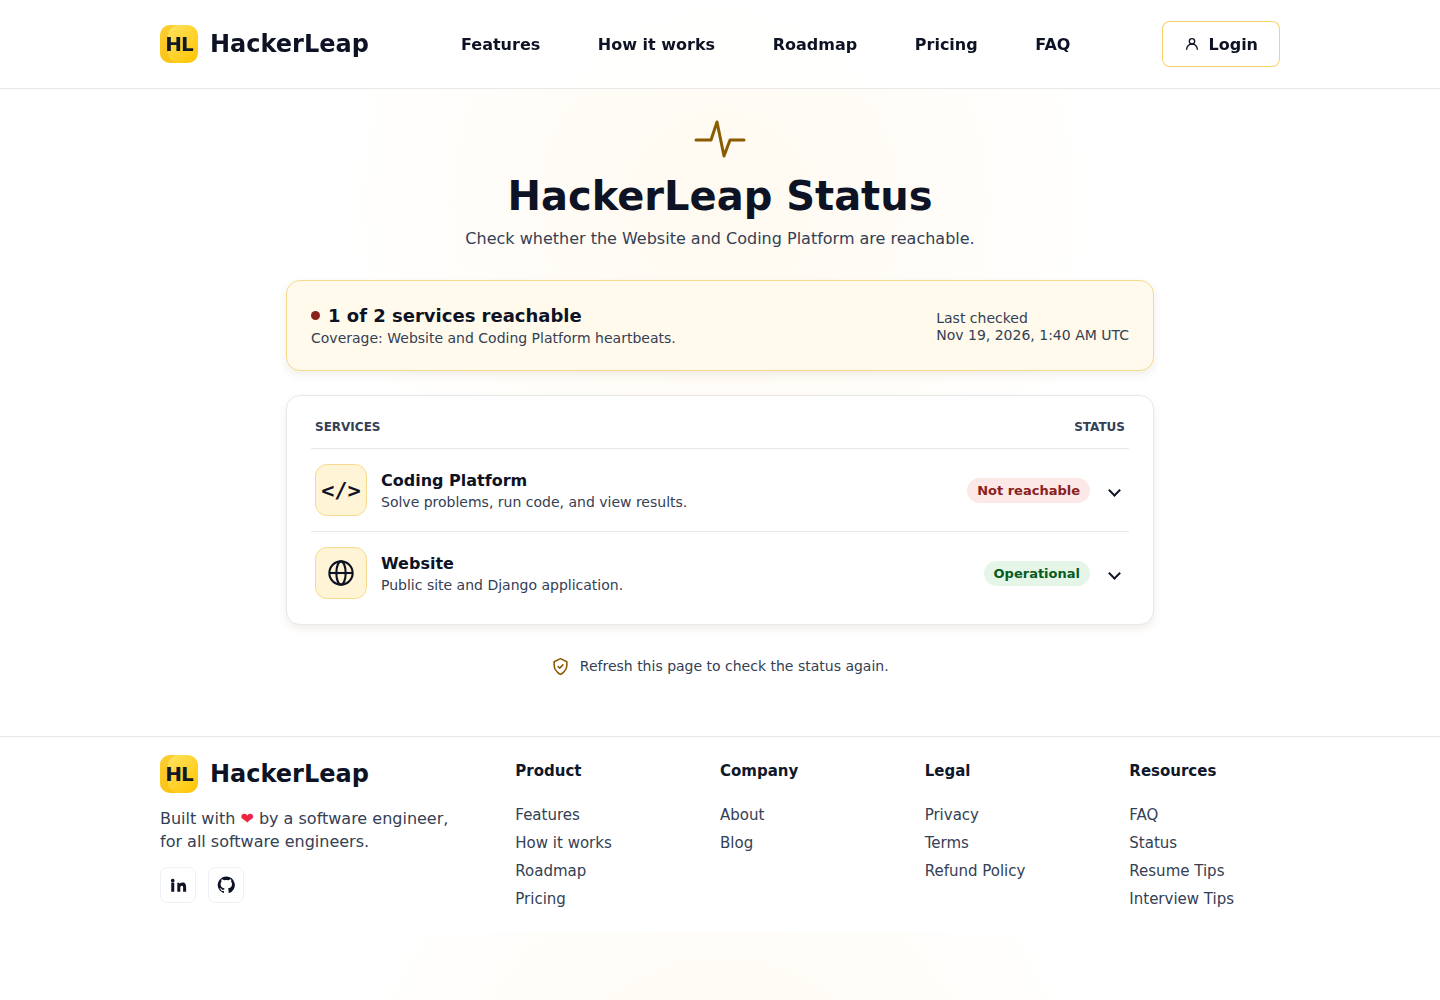 HL HackerLeap
Features
How it works
Roadmap
Pricing
FAQ
Login
HackerLeap Status
Check whether the Website and Coding Platform are reachable.
1 of 2 services reachable
Coverage: Website and Coding Platform heartbeats.
Last checked
Nov 19, 2026, 1:40 AM UTC
SERVICES
STATUS
</>
Coding Platform
Solve problems, run code, and view results.
Not reachable
Website
Public site and Django application.
Operational
Refresh this page to check the status again.
HL HackerLeap
Built with ❤ by a software engineer,
for all software engineers.
in
Product
Features
How it works
Roadmap
Pricing
Company
About
Blog
Legal
Privacy
Terms
Refund Policy
Resources
FAQ
Status
Resume Tips
Interview Tips